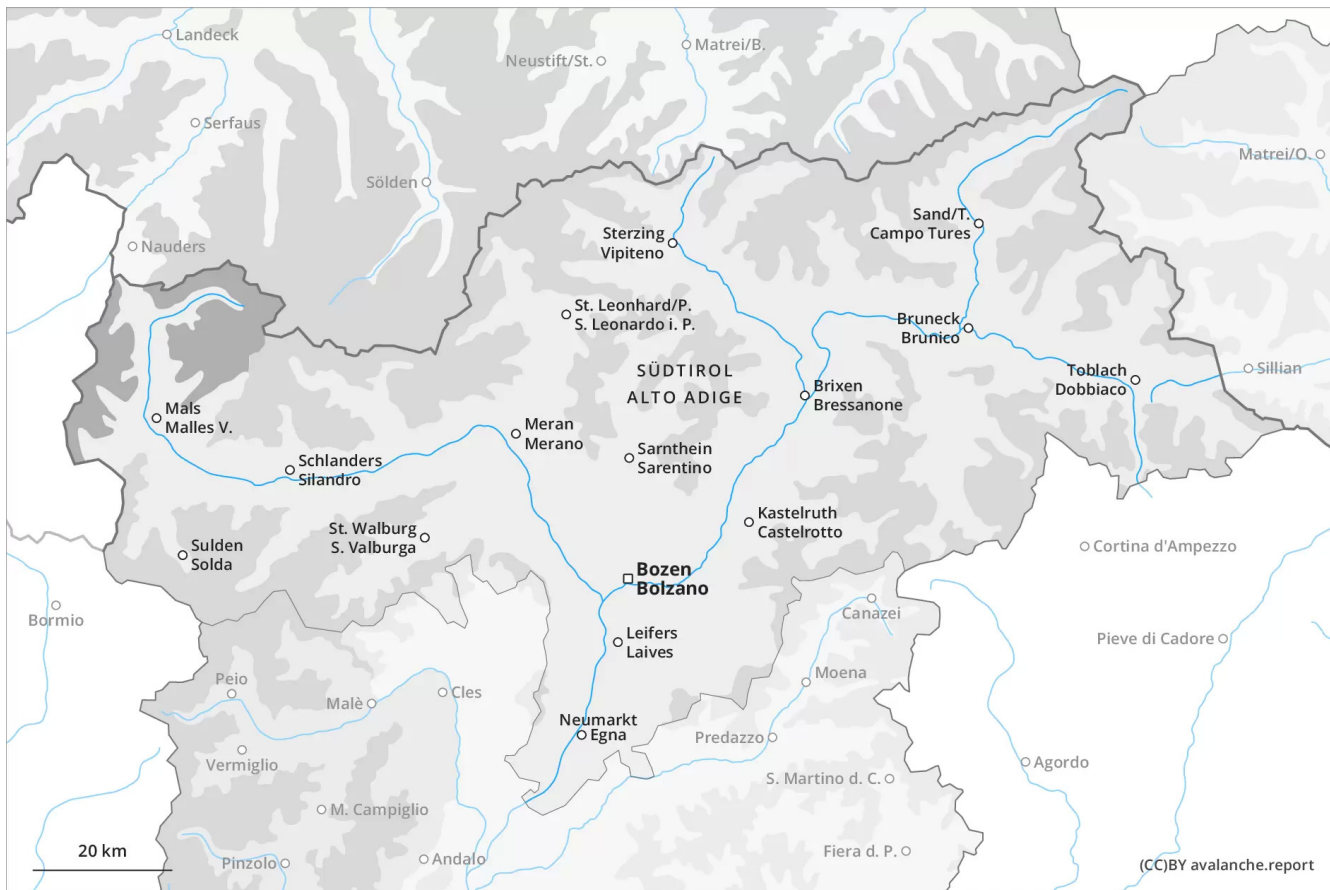 Landeck
Matrei/B.
Neustift/St.
Serfaus
Matrei/O.
Sölden
Sand/T.
Campo Tures
Sterzing
Vipiteno
Nauders
St. Leonhard/P.
S. Leonardo i. P.
Bruneck
Brunico
SÜDTIROL
ALTO ADIGE
Toblach
Dobbiaco
Sillian
Brixen
Bressanone
Mals
Malles V.
Meran
Merano
Sarnthein
Sarentino
Schlanders
Silandro
Kastelruth
Castelrotto
St. Walburg
S. Valburga
Sulden
Solda
Cortina d'Ampezzo
Bozen
Bolzano
Bormio
Canazei
Leifers
Laives
Pieve di Cadore
Peio
Moena
Malè
Cles
Neumarkt
Egna
Predazzo
Vermiglio
Agordo
S. Martino d. C.
M. Campiglio
20 km
Pinzolo
Andalo
Fiera d. P.
(CC)BY avalanche.report